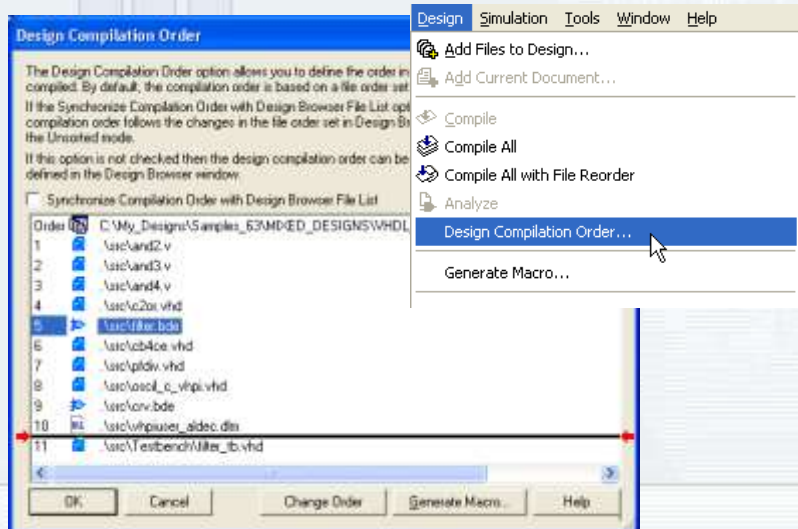 Design Compilation Order
The Design Compilation Order option allows you to define the order in
compiled. By default, the compilation order is based on a file order set
If the Synchronize Compilation Order with Design Browser File List opt
compilation order follows the changes in the file order set in Design Br
the Unsorted mode.
If this option is not checked then the design compilation order can be
defined in the Design Browser window.
Synchronize Compilation Order with Design Browser File List
Order C:\My_Designs\Samples_63\MIXED_DESIGNS\VHDL_
1 .\src\and2.v
2 .\src\and3.v
3 .\src\and4.v
4 .\src\c2or.vhd
5 .\src\filter.bde
6 .\src\cb4ce.vhd
7 .\src\pfdiv.vhd
8 .\src\oscil_c_vhpi.vhd
9 .\src\crv.bde
10 .\src\vhpiuser_aldec.dlm
11 .\src\Testbench\filter_tb.vhd
OK Cancel Change Order Generate Macro... Help
Design Simulation Tools Window Help
Add Files to Design...
Add Current Document...
Compile
Compile All
Compile All with File Reorder
Analyze
Design Compilation Order...
Generate Macro...